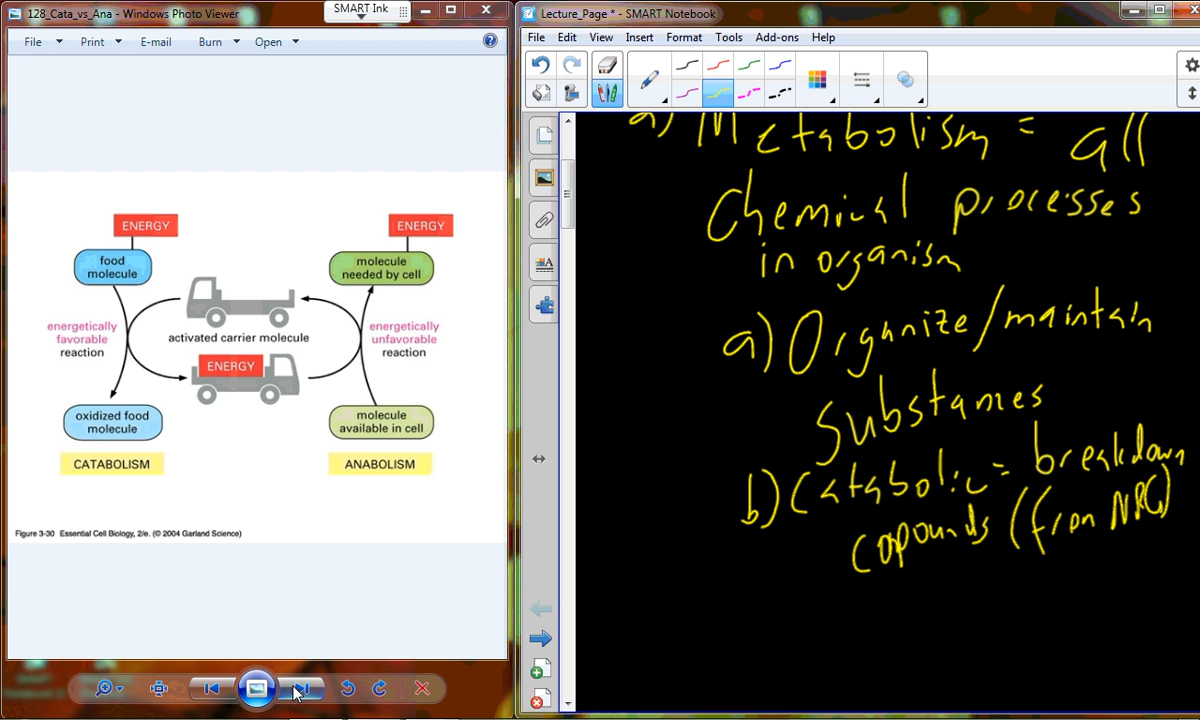 128_Cata_vs_Ana - Windows Photo Viewer
SMART Ink
File Print E-mail Burn Open
ENERGY
ENERGY
food
molecule
molecule
needed by cell
energetically
favorable
reaction
activated carrier molecule
energetically
unfavorable
reaction
ENERGY
oxidized food
molecule
molecule
available in cell
CATABOLISM
ANABOLISM
Figure 3-30 Essential Cell Biology, 2/e. (© 2004 Garland Science)
Lecture_Page * - SMART Notebook
File Edit View Insert Format Tools Add-ons Help
a) Metabolism = all
Chemical processes
in organism
a) Organize/maintain
Substances
b) Catabolic = breakdown
copounds (from NRG)